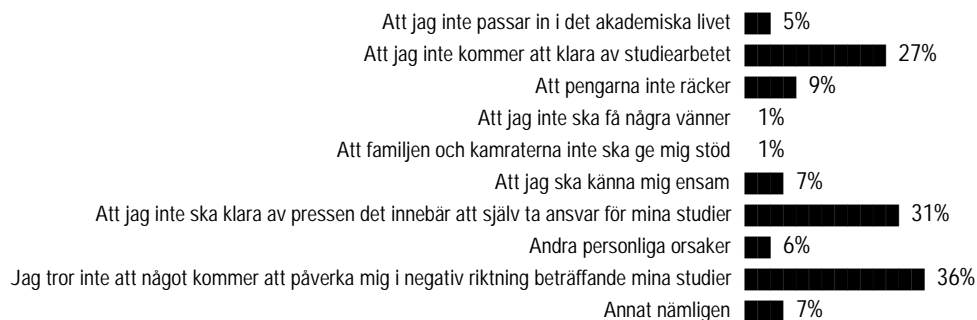 Att jag inte passar in i det akademiska livet 5%
Att jag inte kommer att klara av studiearbetet 27%
Att pengarna inte räcker 9%
Att jag inte ska få några vänner 1%
Att familjen och kamraterna inte ska ge mig stöd 1%
Att jag ska känna mig ensam 7%
Att jag inte ska klara av pressen det innebär att själv ta ansvar för mina studier 31%
Andra personliga orsaker 6%
Jag tror inte att något kommer att påverka mig i negativ riktning beträffande mina studier 36%
Annat nämligen 7%